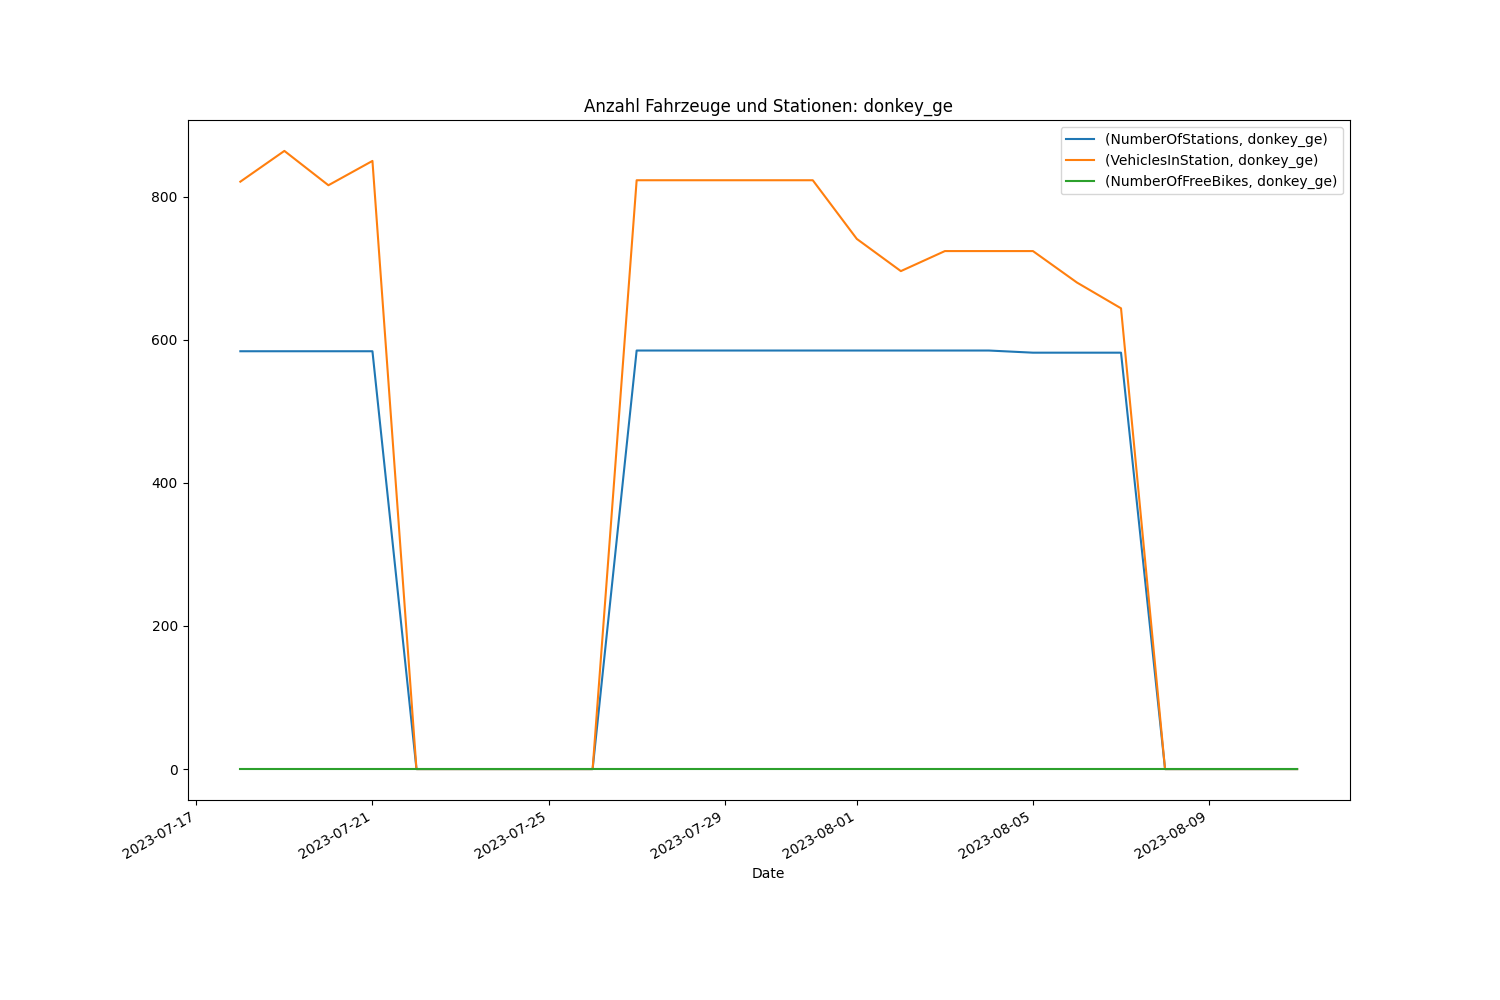 Anzahl Fahrzeuge und Stationen: donkey_ge
(NumberOfStations, donkey_ge)
(VehiclesInStation, donkey_ge)
(NumberOfFreeBikes, donkey_ge)
800
600
400
200
0
2023-07-17
2023-07-21
2023-07-25
2023-07-29
2023-08-01
2023-08-05
2023-08-09
Date